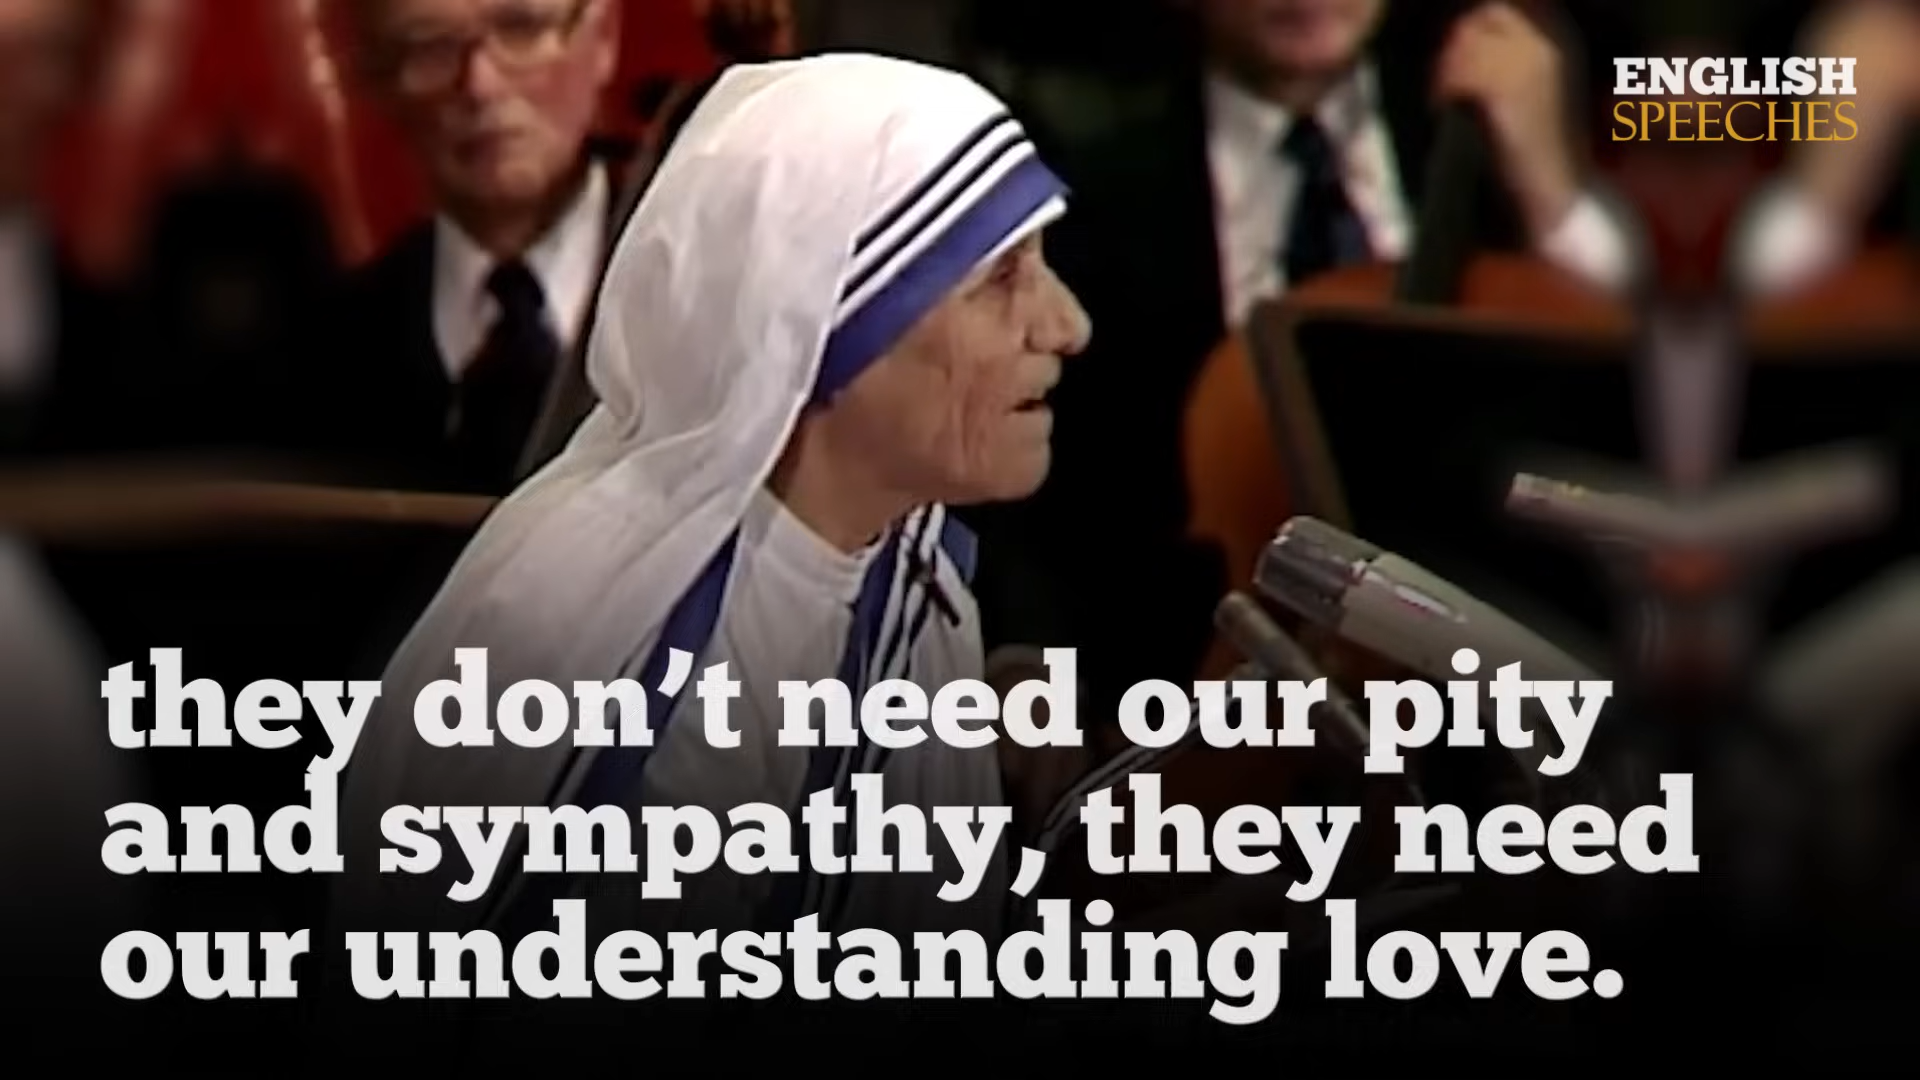 ENGLISH
SPEECHES
they don’t need our pity
and sympathy, they need
our understanding love.